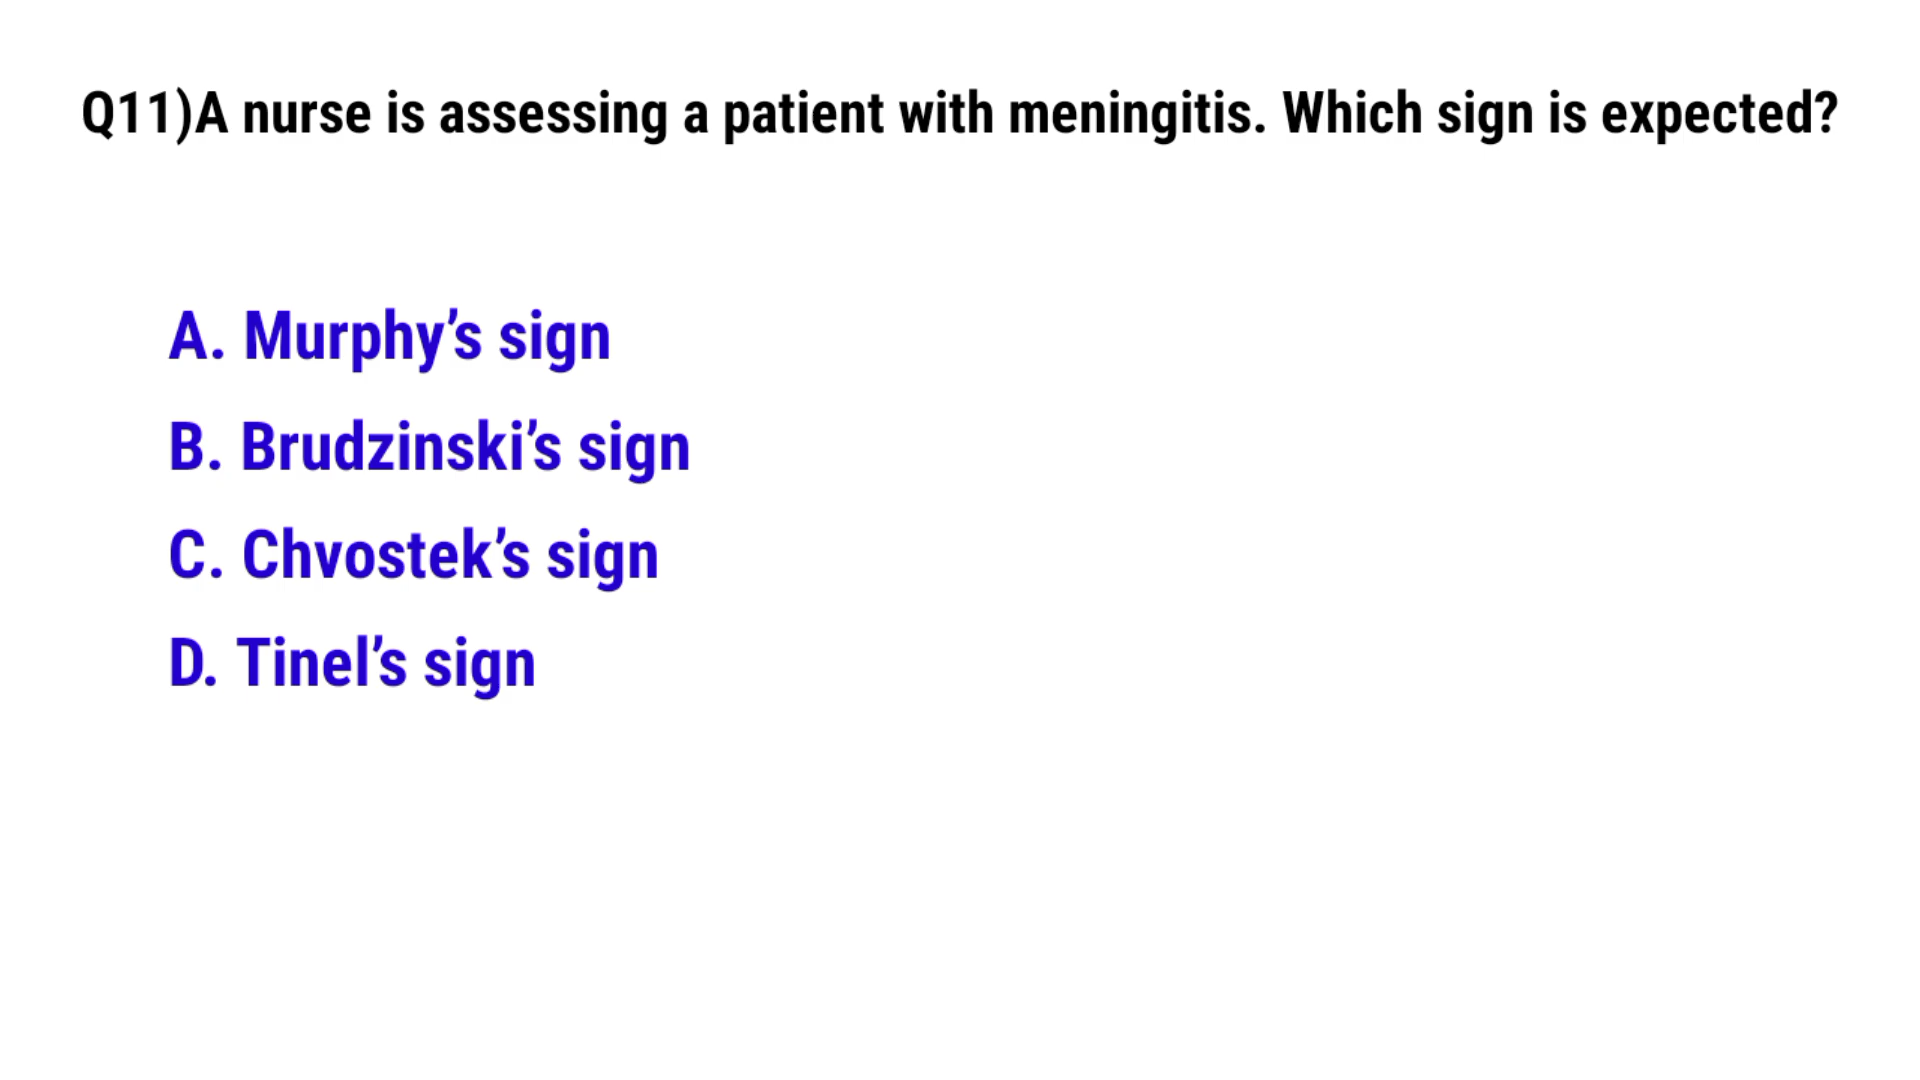 Q11)A nurse is assessing a patient with meningitis. Which sign is expected?
A. Murphy’s sign
B. Brudzinski’s sign
C. Chvostek’s sign
D. Tinel’s sign